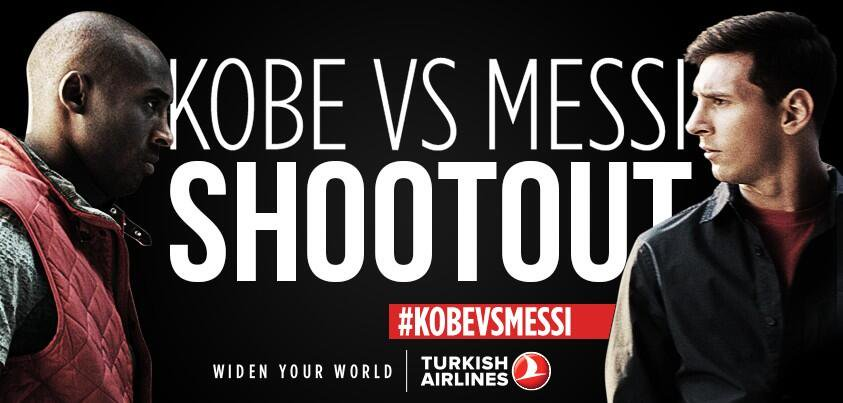 KOBE VS MESSI
SHOOTOUT
#KOBEVSMESSI
WIDEN YOUR WORLD
TURKISH
AIRLINES